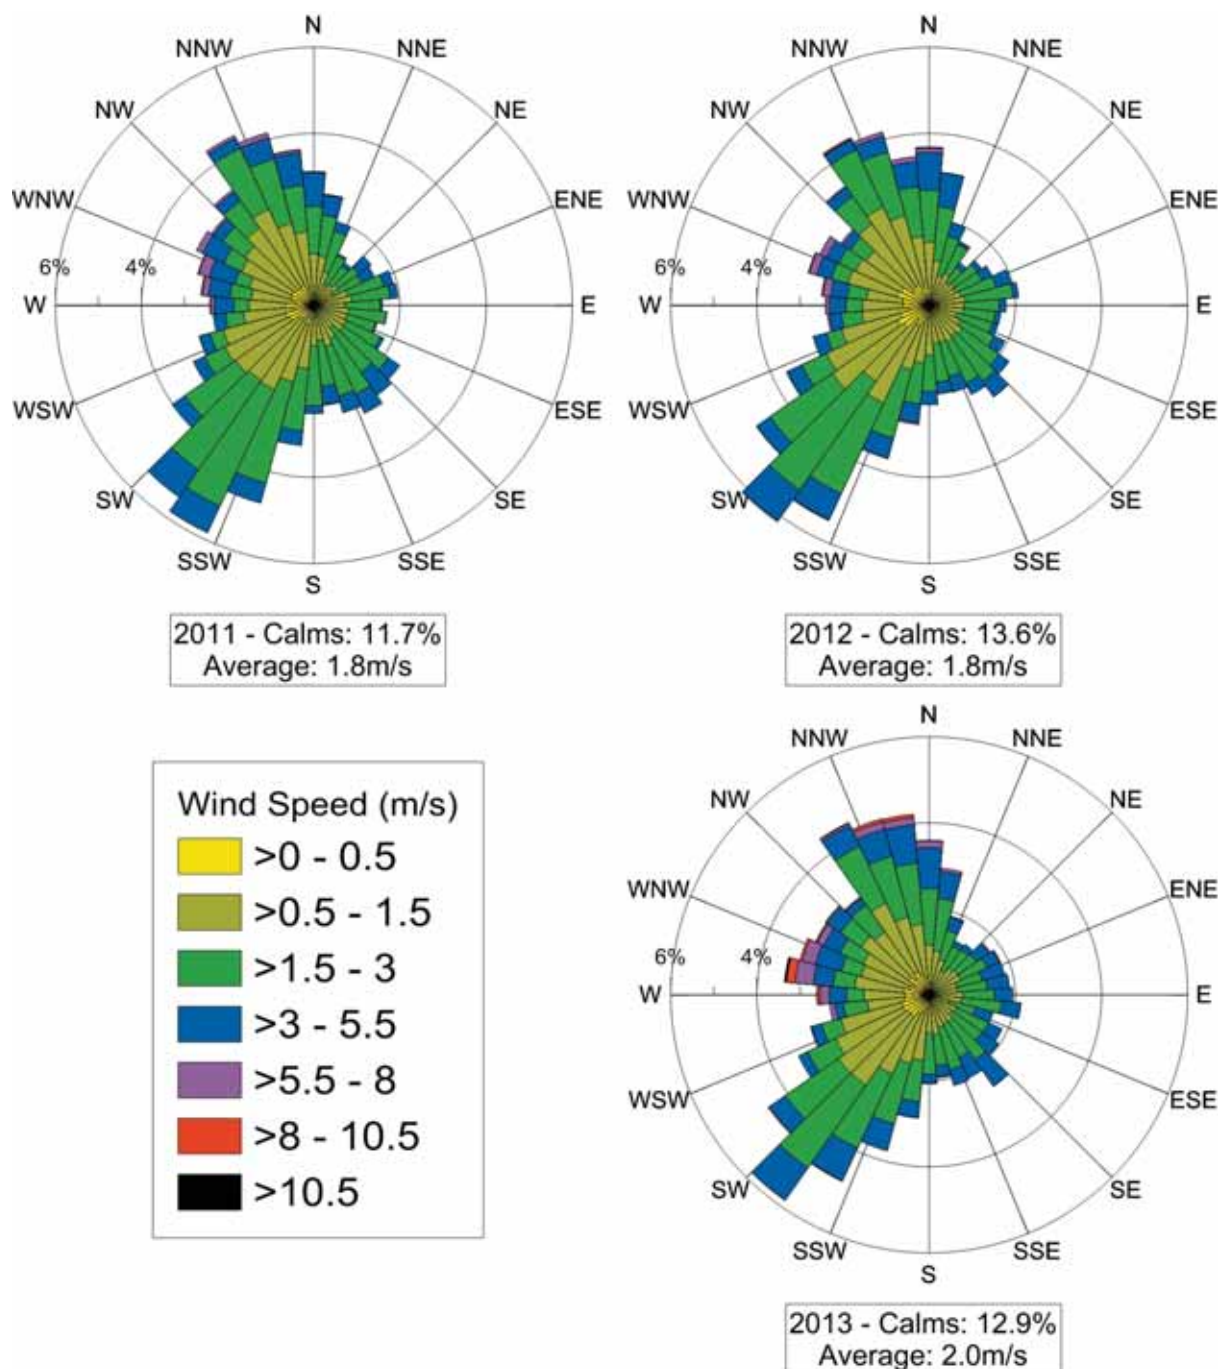 N
NNW
NNE
NW
NE
WNW
ENE
6%
4%
W
E
WSW
ESE
SW
SE
SSW
SSE
S
2011 - Calms: 11.7%
Average: 1.8m/s
N
NNW
NNE
NW
NE
WNW
ENE
6%
4%
W
E
WSW
ESE
SW
SE
SSW
SSE
S
2012 - Calms: 13.6%
Average: 1.8m/s
Wind Speed (m/s)
>0 - 0.5
>0.5 - 1.5
>1.5 - 3
>3 - 5.5
>5.5 - 8
>8 - 10.5
>10.5
N
NNW
NNE
NW
NE
WNW
ENE
6%
4%
W
E
WSW
ESE
SW
SE
SSW
SSE
S
2013 - Calms: 12.9%
Average: 2.0m/s